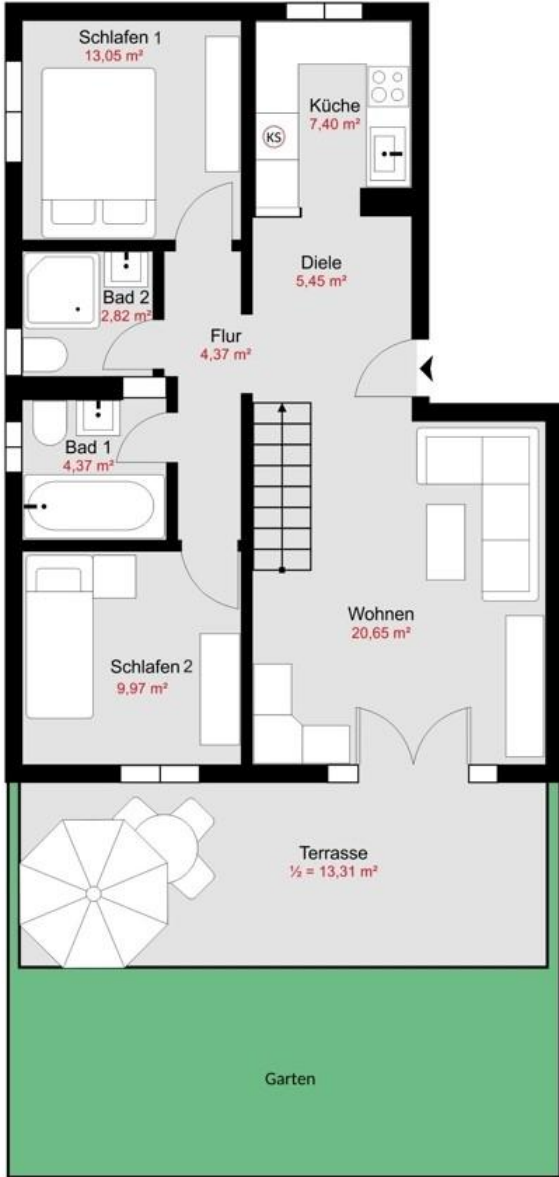 Schlafen 1
13,05 m²
Küche
7,40 m²
KS
Diele
5,45 m²
Bad 2
2,82 m²
Flur
4,37 m²
Bad 1
4,37 m²
Wohnen
20,65 m²
Schlafen 2
9,97 m²
Terrasse
½ = 13,31 m²
Garten